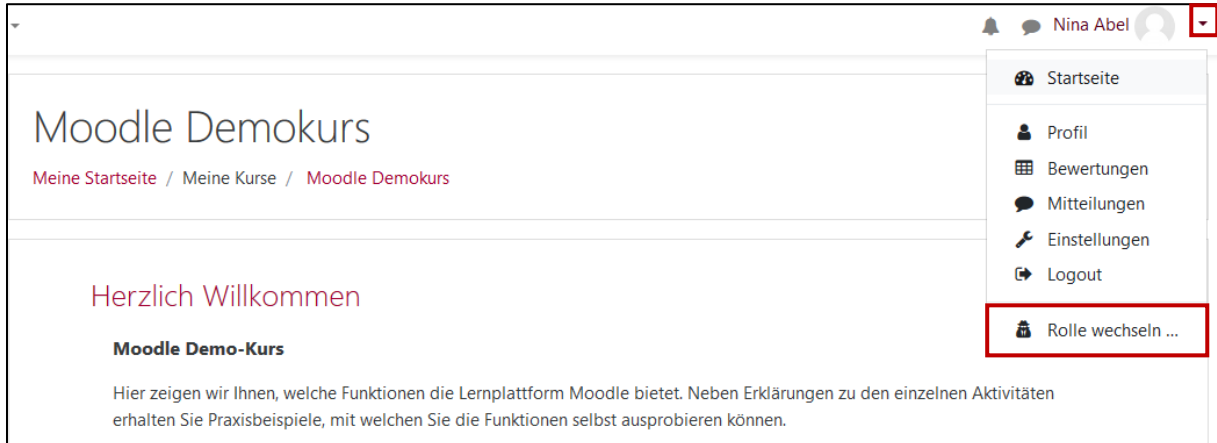 Nina Abel
Startseite
Moodle Demokurs
Profil
Meine Startseite / Meine Kurse / Moodle Demokurs
Bewertungen
Mitteilungen
Einstellungen
Logout
Herzlich Willkommen
Rolle wechseln ...
Moodle Demo-Kurs
Hier zeigen wir Ihnen, welche Funktionen die Lernplattform Moodle bietet. Neben Erklärungen zu den einzelnen Aktivitäten
erhalten Sie Praxisbeispiele, mit welchen Sie die Funktionen selbst ausprobieren können.